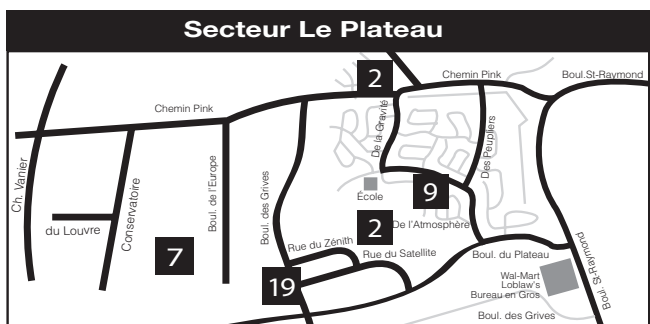 Secteur Le Plateau
2
Chemin Pink
Boul.St-Raymond
Chemin Pink
De la Gravité
Des Peupliers
Ch. Vanier
Conservatoire
Boul. de l'Europe
Boul. des Grives
École
9
2
De l'Atmosphère
du Louvre
7
Rue du Zénith
Rue du Satellite
Boul. du Plateau
Boul. St-Raymond
19
Wal-Mart
Loblaw's
Bureau en Gros
Boul. des Grives